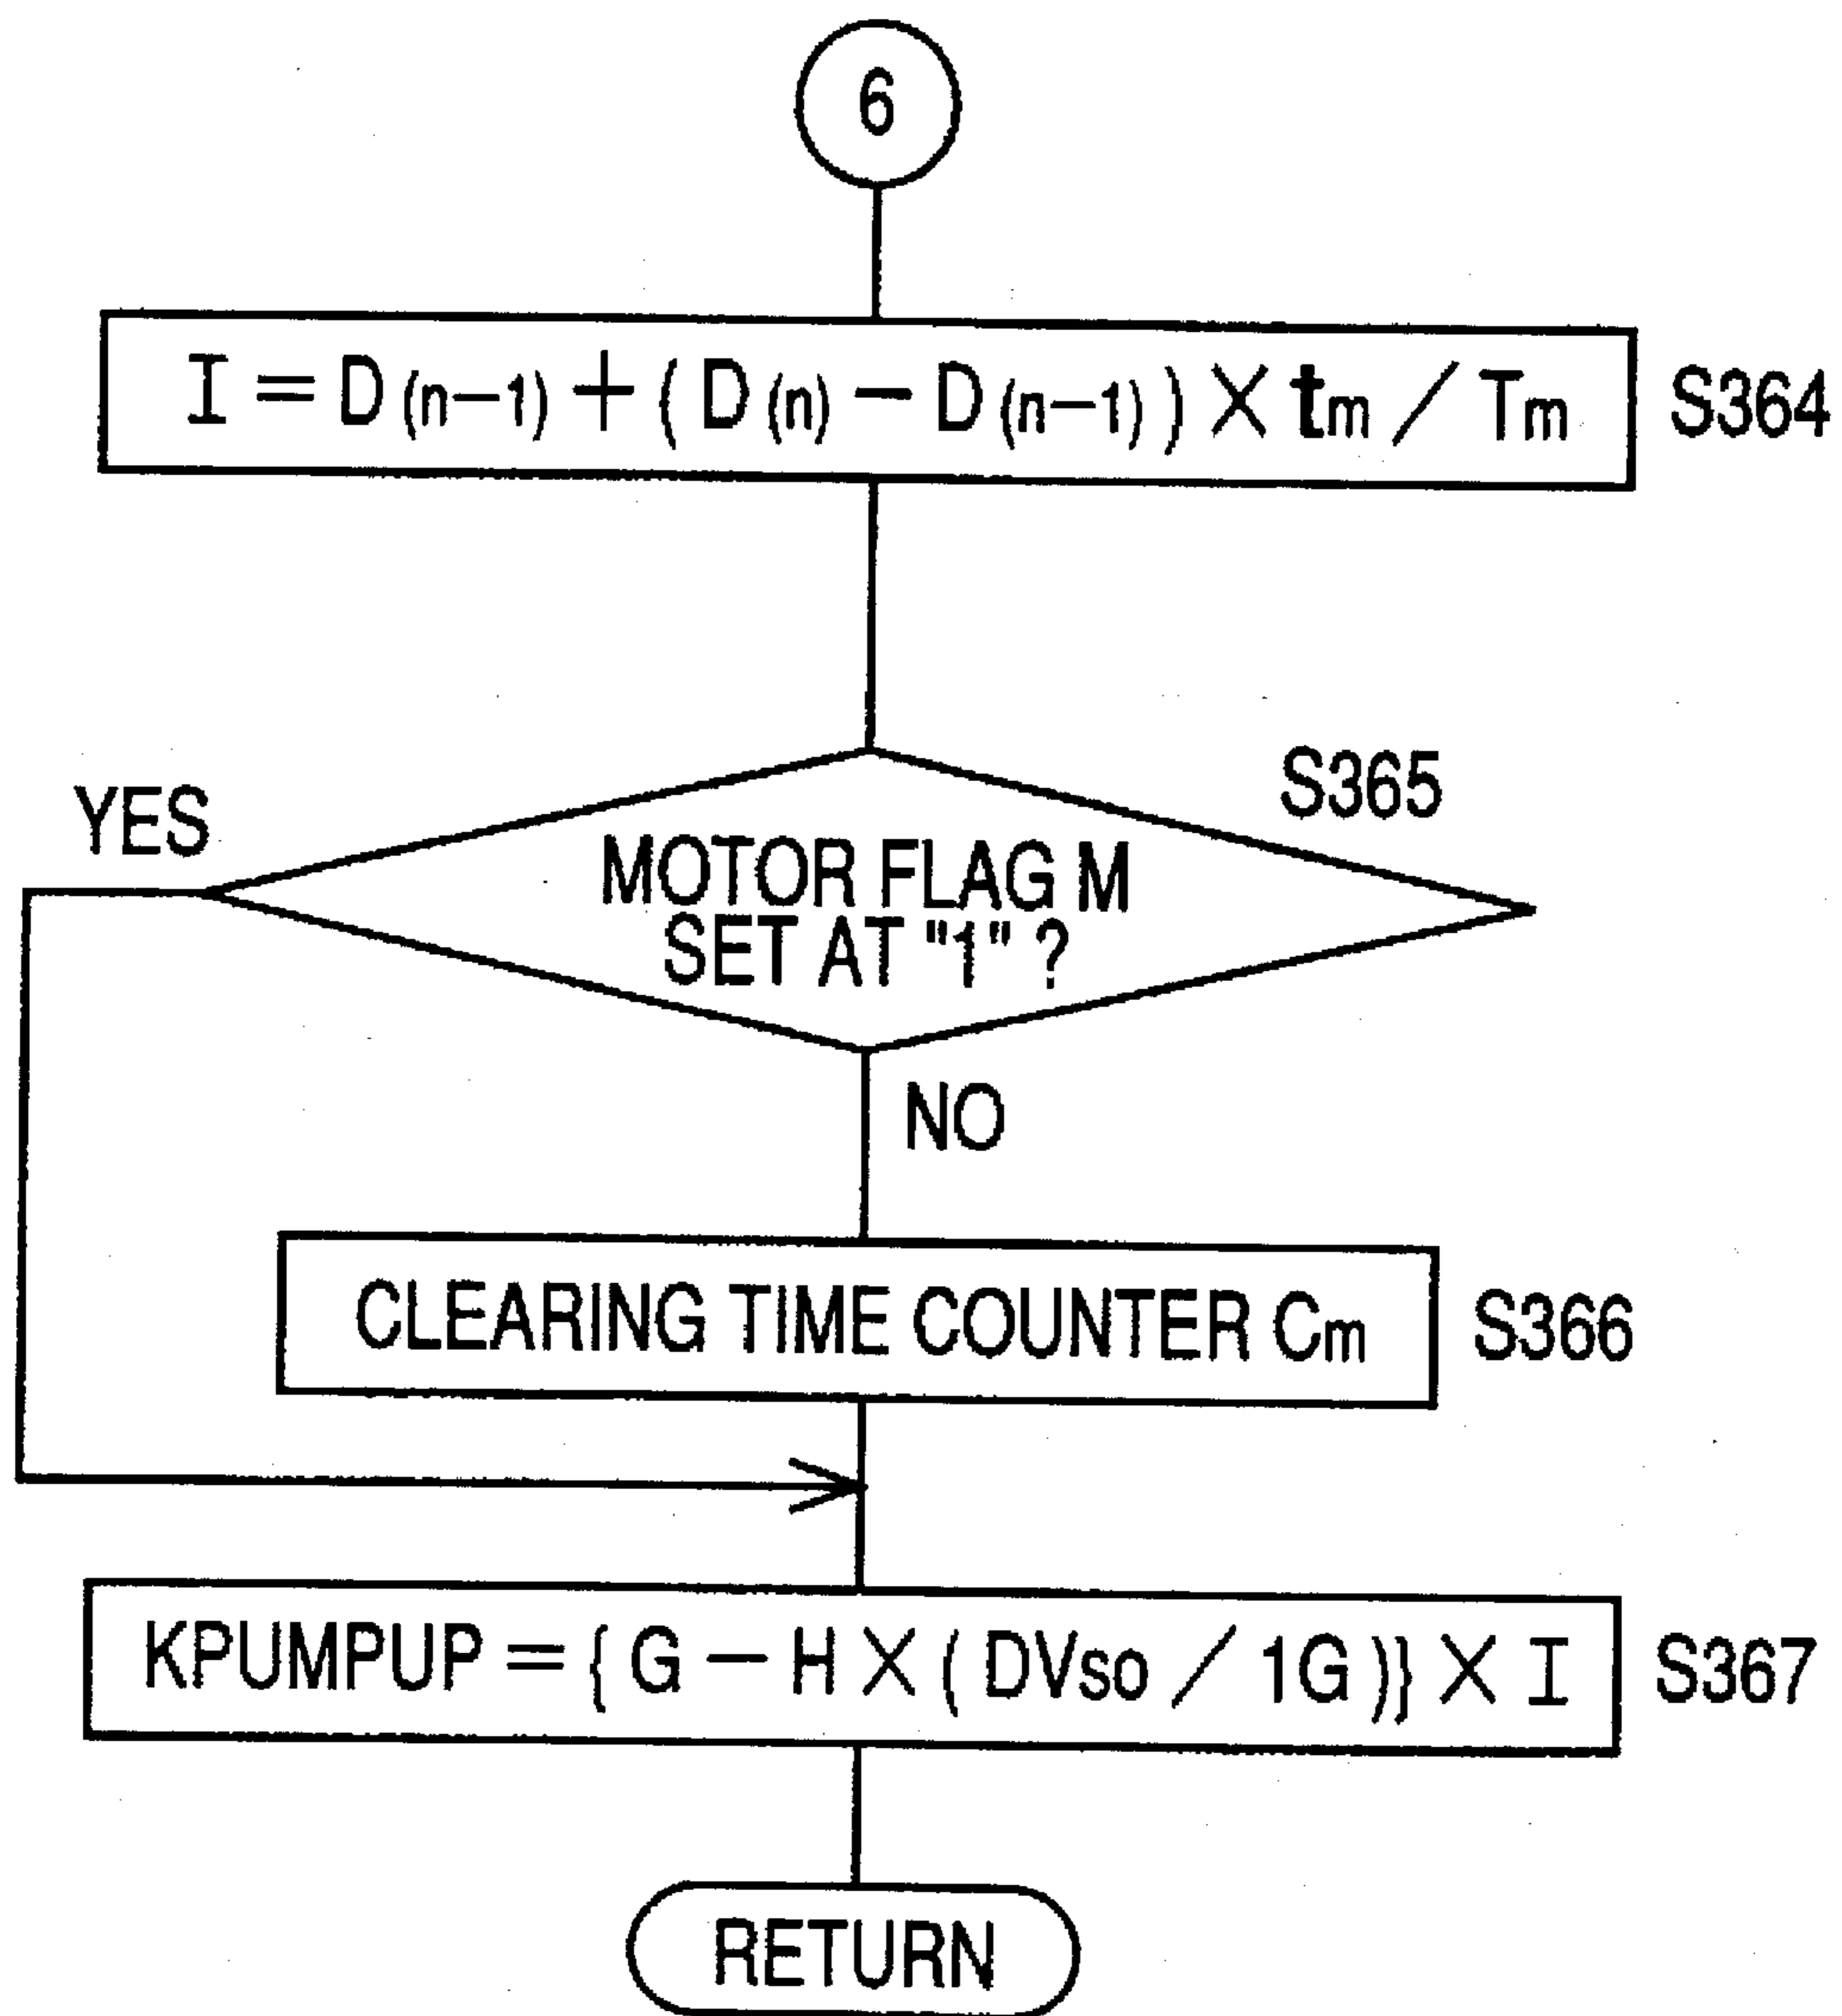 6
I = D(n−1) + ( D(n) − D(n−1) ) × tm / Tm
S364
S365
YES
MOTOR FLAG M
SET AT "1" ?
NO
CLEARING TIME COUNTER Cm
S366
KPUMPUP = { G − H × ( DVso / 1G )} × I
S367
RETURN